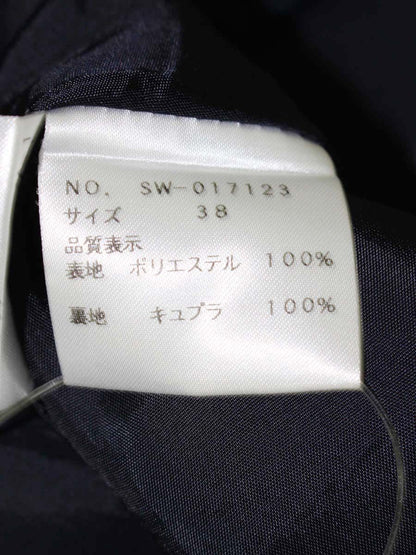 NO. SW-017123
サイズ 38
品質表示
表地 ポリエステル 100%
裏地 キュプラ 100%